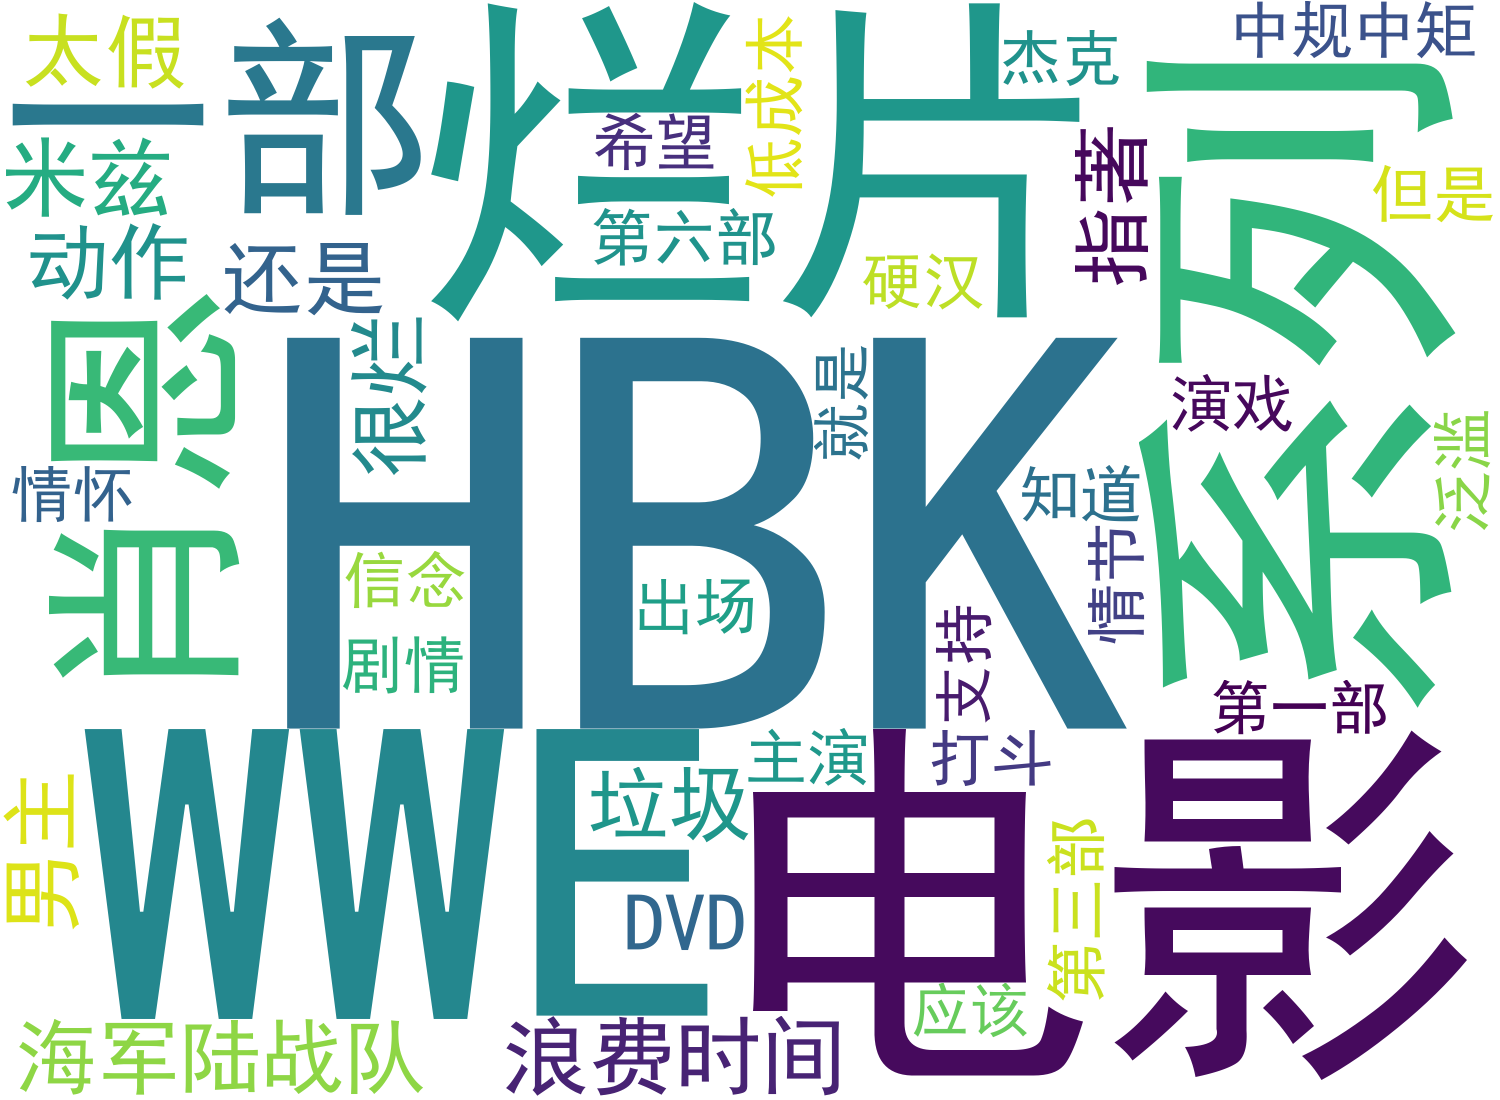 太假
一部
烂片
低成本
杰克
中规中矩
系列
希望
米兹
指著
但是
第六部
动作
还是
硬汉
肖恩
很烂
HBK
就是
演戏
泛滥
情怀
知道
情节
信念
出场
剧情
支持
第一部
WWE
电影
主演
打斗
垃圾
男主
第三部
DVD
应该
海军陆战队
浪费时间